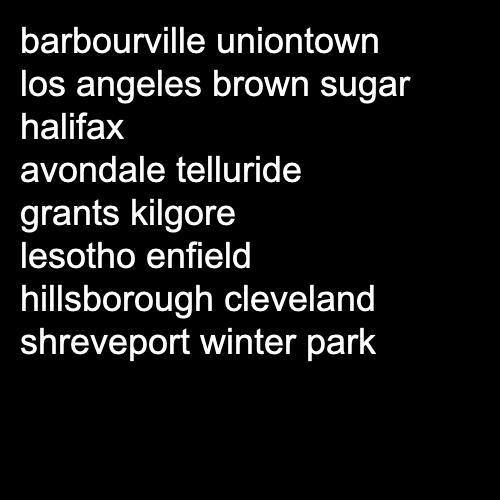 barbourville uniontown
los angeles brown sugar
halifax
avondale telluride
grants kilgore
lesotho enfield
hillsborough cleveland
shreveport winter park